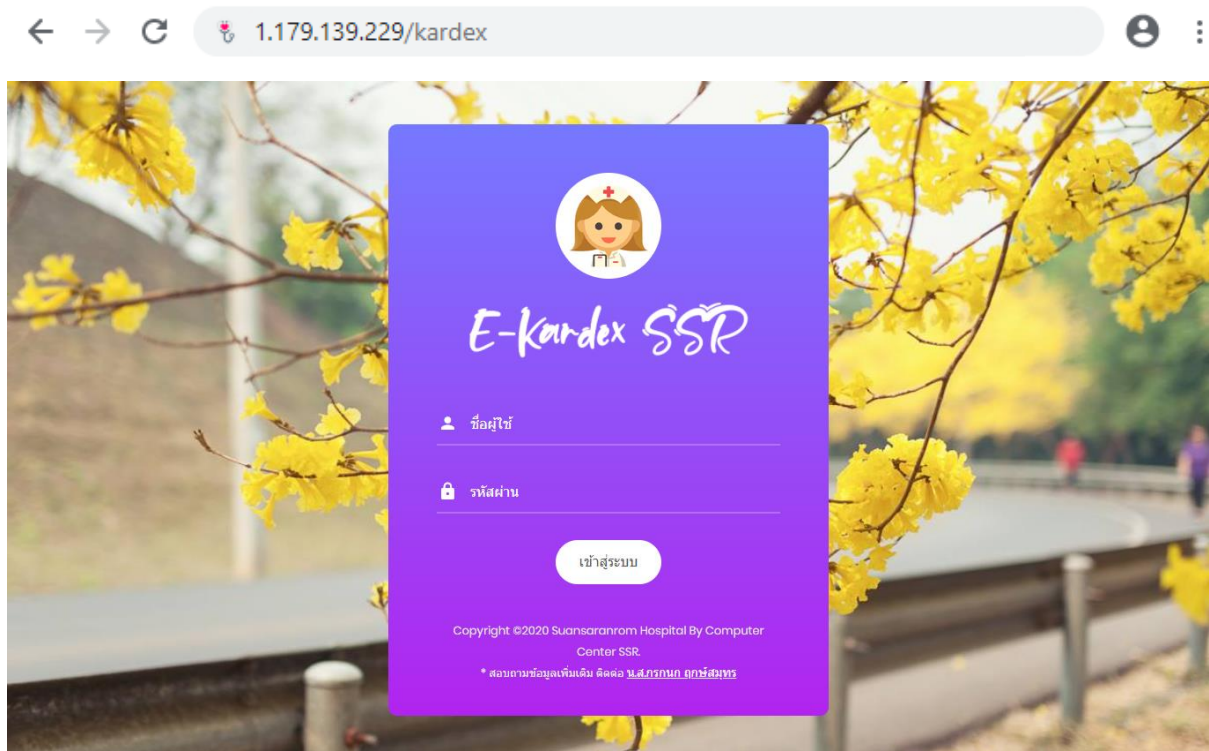 1.179.139.229/kardex
E-Kardex SSR
ชื่อผู้ใช้
รหัสผ่าน
เข้าสู่ระบบ
Copyright ©2020 Suansaranrom Hospital By Computer
Center SSR.
* สอบถามข้อมูลเพิ่มเติม ติดต่อ น.ส.ภรกนก ฤกษ์สมุทร